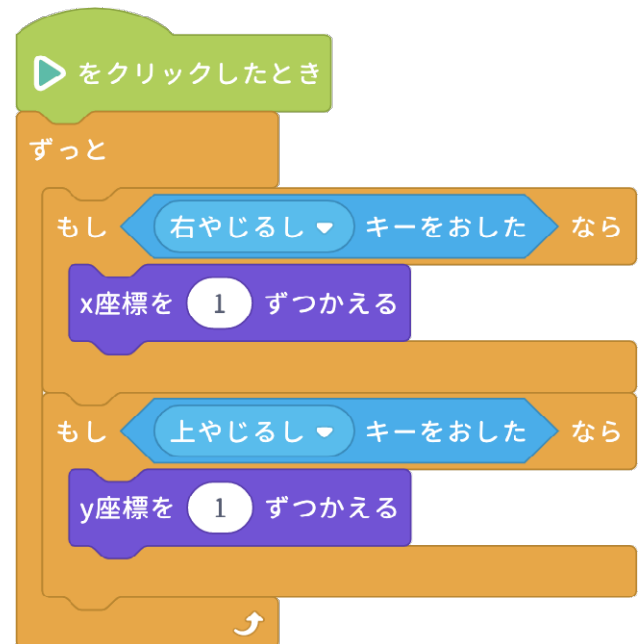 をクリックしたとき
ずっと
もし 右やじるし キーをおした なら
x座標を 1 ずつかえる
もし 上やじるし キーをおした なら
y座標を 1 ずつかえる